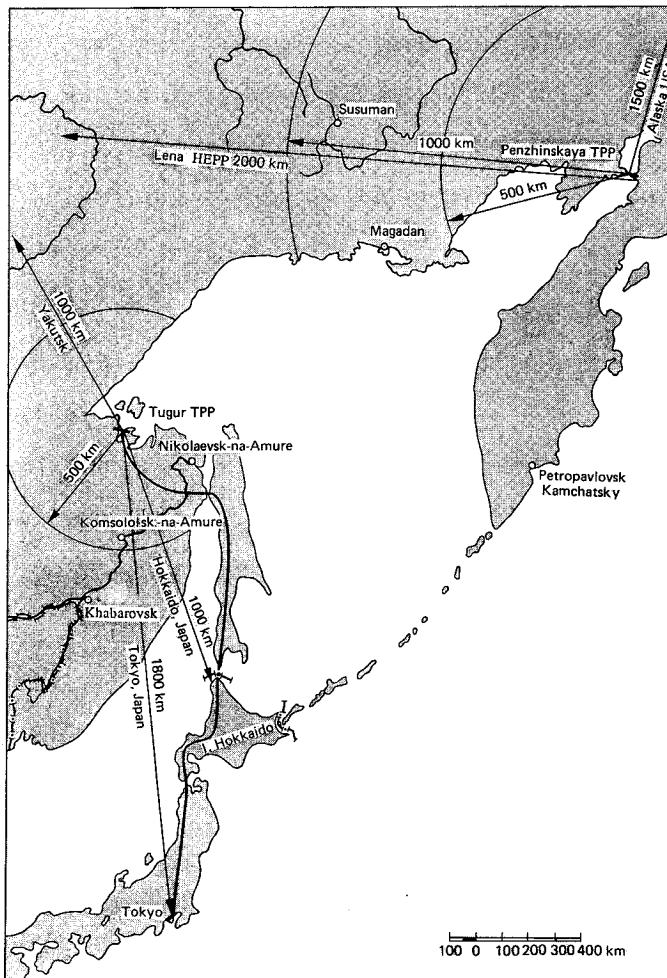 1500 km
Alaska
Susuman
1000 km
Penzhinskaya TPP
Lena HEPP 2000 km
500 km
Magadan
1000 km
Yakutsk
Tugur TPP
Nikolaevsk-na-Amure
500 km
Petropavlovsk
Kamchatsky
Komsololsk-na-Amure
Hokkaido, Japan
1000 km
Khabarovsk
1800 km
Tokyo, Japan
I. Hokkaido
Tokyo
100 0 100 200 300 400 km